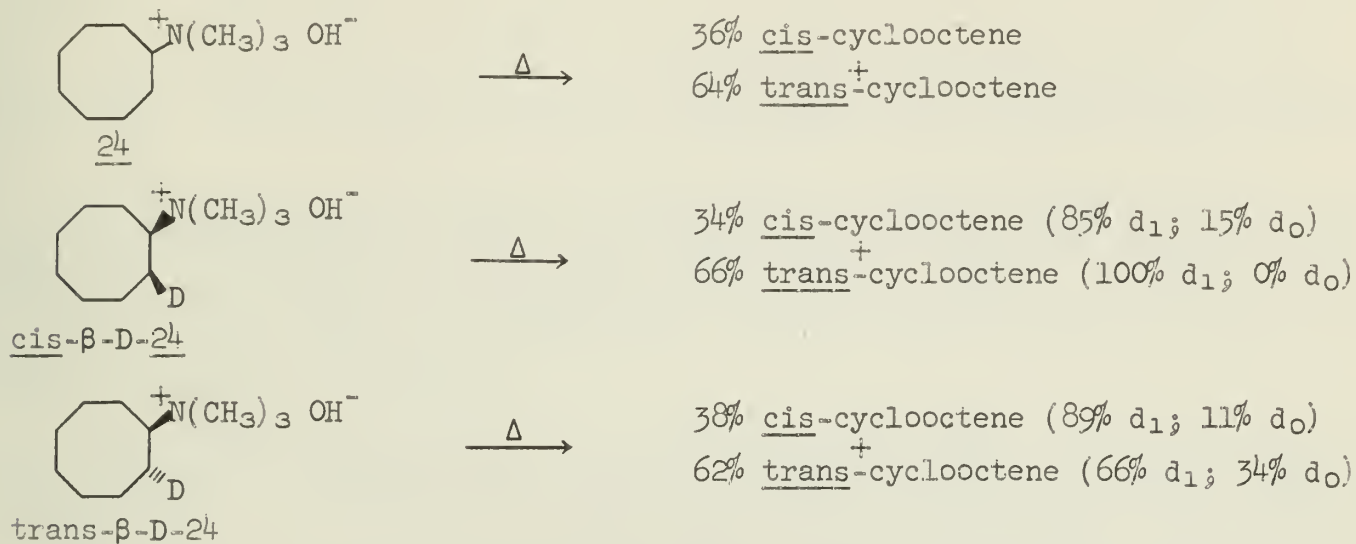 +N(CH3)3 OH-
Δ
36% cis-cyclooctene
64% trans-cyclooctene
24
+N(CH3)3 OH-
D
Δ
34% cis-cyclooctene (85% d1; 15% d0)
66% trans-cyclooctene (100% d1; 0% d0)
cis-β-D-24
+N(CH3)3 OH-
D
Δ
38% cis-cyclooctene (89% d1; 11% d0)
62% trans-cyclooctene (66% d1; 34% d0)
trans-β-D-24